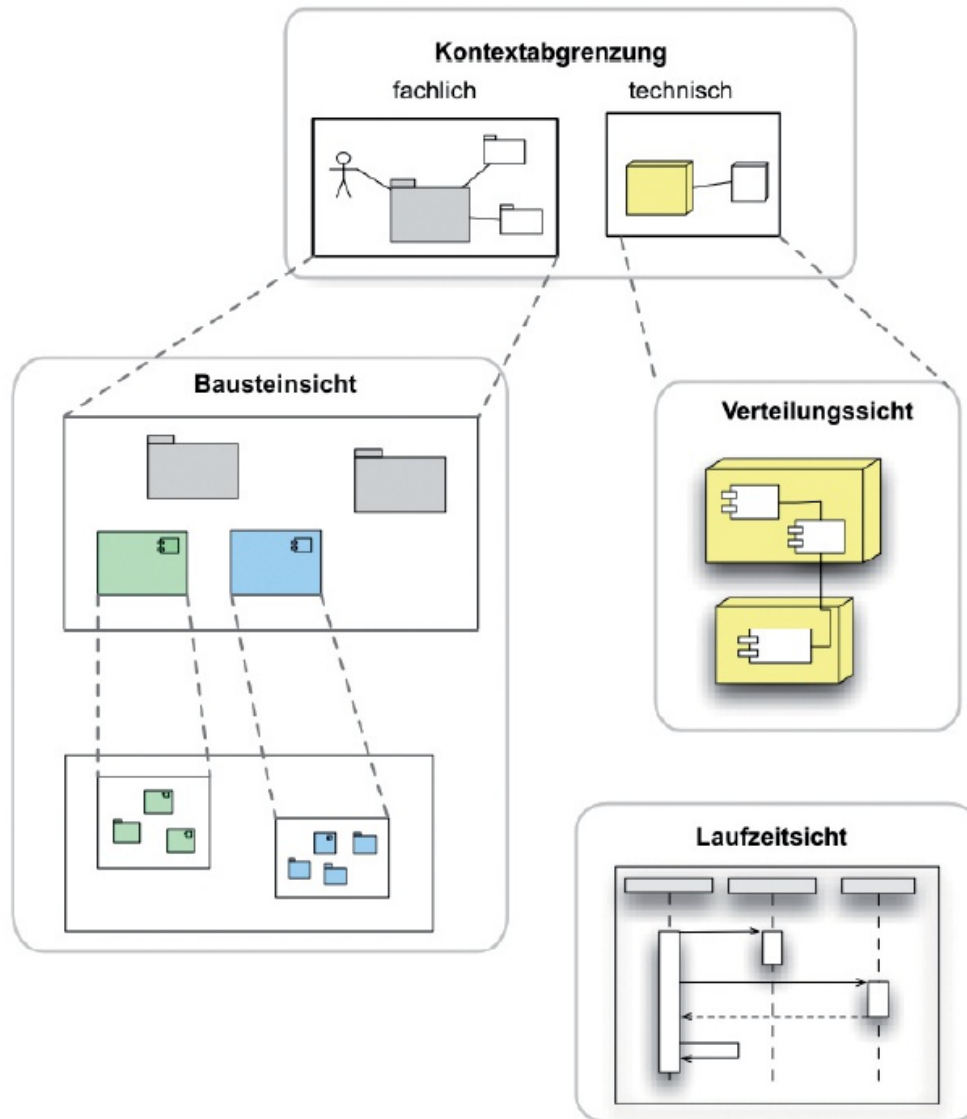 Kontextabgrenzung
fachlich
technisch
Bausteinsicht
Verteilungssicht
Laufzeitsicht